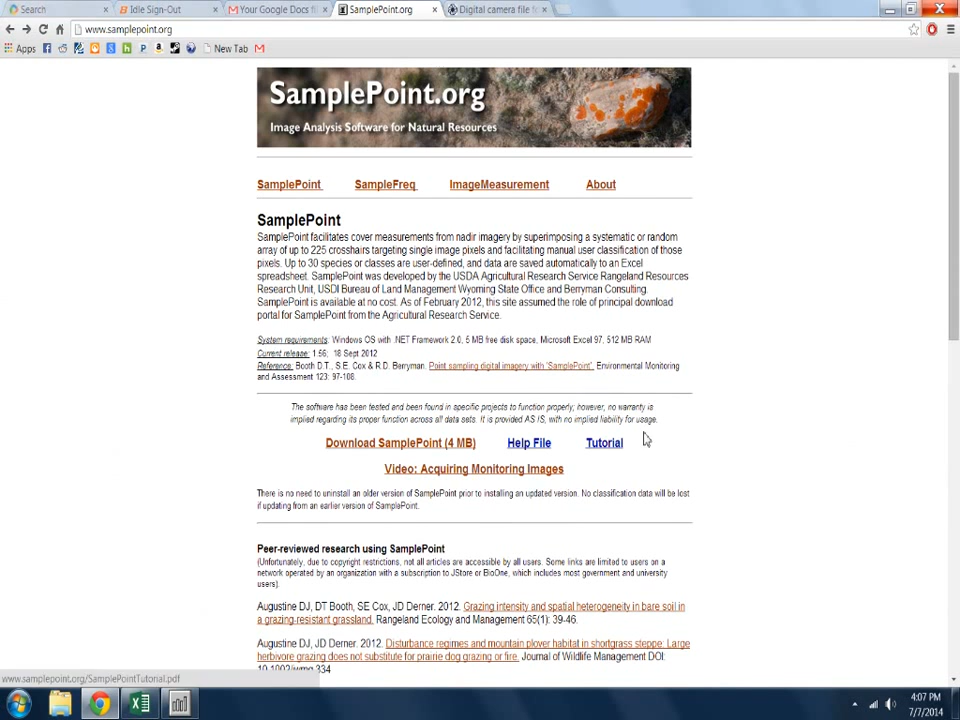 Search
Idle Sign-Out
Your Google Docs fi
SamplePoint.org
Digital camera file fo
www.samplepoint.org
Apps
New Tab
SamplePoint.org
Image Analysis Software for Natural Resources
SamplePoint SampleFreq ImageMeasurement About
SamplePoint
SamplePoint facilitates cover measurements from nadir imagery by superimposing a systematic or random
array of up to 225 crosshairs targeting single image pixels and facilitating manual user classification of those
pixels. Up to 30 species or classes are user-defined, and data are saved automatically to an Excel
spreadsheet. SamplePoint was developed by the USDA Agricultural Research Service Rangeland Resources
Research Unit, USDI Bureau of Land Management Wyoming State Office and Berryman Consulting.
SamplePoint is available at no cost. As of February 2012, this site assumed the role of principal download
portal for SamplePoint from the Agricultural Research Service.
System requirements: Windows OS with .NET Framework 2.0, 5 MB free disk space, Microsoft Excel 97, 512 MB RAM
Current release: 1.56; 18 Sept 2012
Reference: Booth D.T., S.E. Cox & R.D. Berryman. Point sampling digital imagery with 'SamplePoint'. Environmental Monitoring
and Assessment 123: 97-108.
The software has been tested and been found in specific projects to function properly; however, no warranty is
implied regarding its proper function across all data sets. It is provided AS IS, with no implied liability for usage.
Download SamplePoint (4 MB) Help File Tutorial
Video: Acquiring Monitoring Images
There is no need to uninstall an older version of SamplePoint prior to installing an updated version. No classification data will be lost
if updating from an earlier version of SamplePoint.
Peer-reviewed research using SamplePoint
(Unfortunately, due to copyright restrictions, not all articles are accessible by all users. Some links are limited to users on a
network operated by an organization with a subscription to JStore or BioOne, which includes most government and university
users).
Augustine DJ, DT Booth, SE Cox, JD Derner. 2012. Grazing intensity and spatial heterogeneity in bare soil in
a grazing-resistant grassland. Rangeland Ecology and Management 65(1): 39-46.
Augustine DJ, JD Derner. 2012. Disturbance regimes and mountain plover habitat in shortgrass steppe: Large
herbivore grazing does not substitute for prairie dog grazing or fire. Journal of Wildlife Management DOI:
10.1002/jwmg.334
www.samplepoint.org/SamplePointTutorial.pdf
4:07 PM
7/7/2014